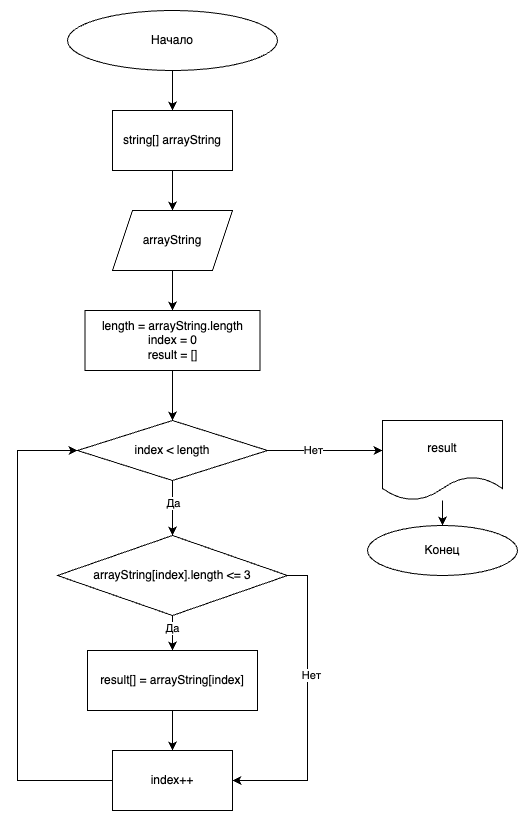 Начало
string[] arrayString
arrayString
length = arrayString.length
index = 0
result = []
index < length
Нет
result
Конец
Да
arrayString[index].length <= 3
Да
result[] = arrayString[index]
Нет
index++